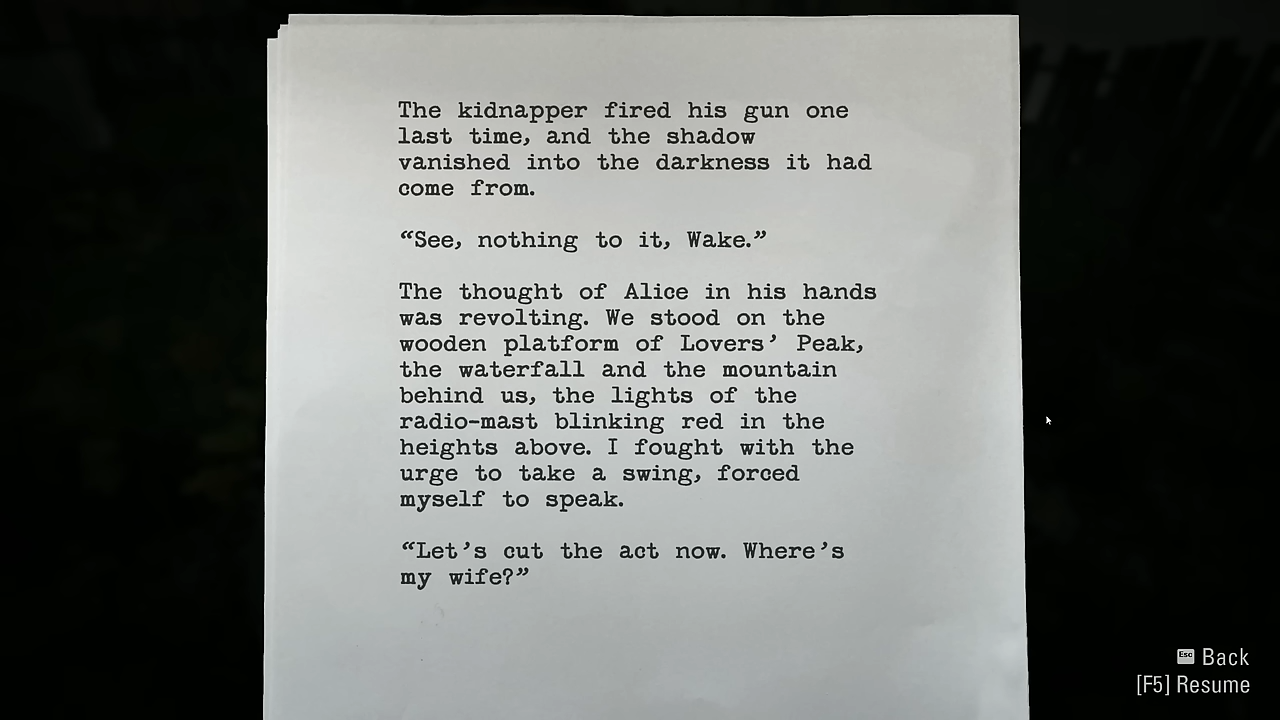 The kidnapper fired his gun one
last time, and the shadow
vanished into the darkness it had
come from.
“See, nothing to it, Wake.”
The thought of Alice in his hands
was revolting. We stood on the
wooden platform of Lovers’ Peak,
the waterfall and the mountain
behind us, the lights of the
radio-mast blinking red in the
heights above. I fought with the
urge to take a swing, forced
myself to speak.
“Let’s cut the act now. Where’s
my wife?”
Esc Back
[F5] Resume